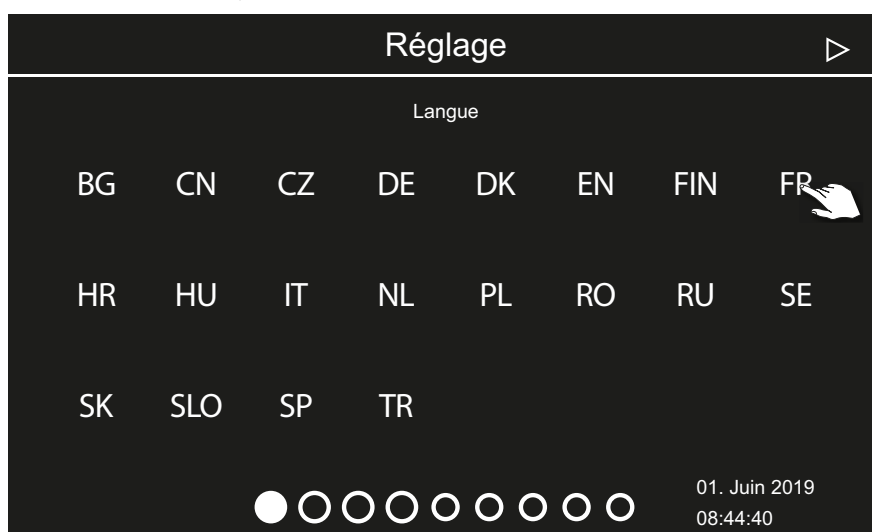 Réglage
Langue
BG CN CZ DE DK EN FIN FR
HR HU IT NL PL RO RU SE
SK SLO SP TR
01. Juin 2019
08:44:40